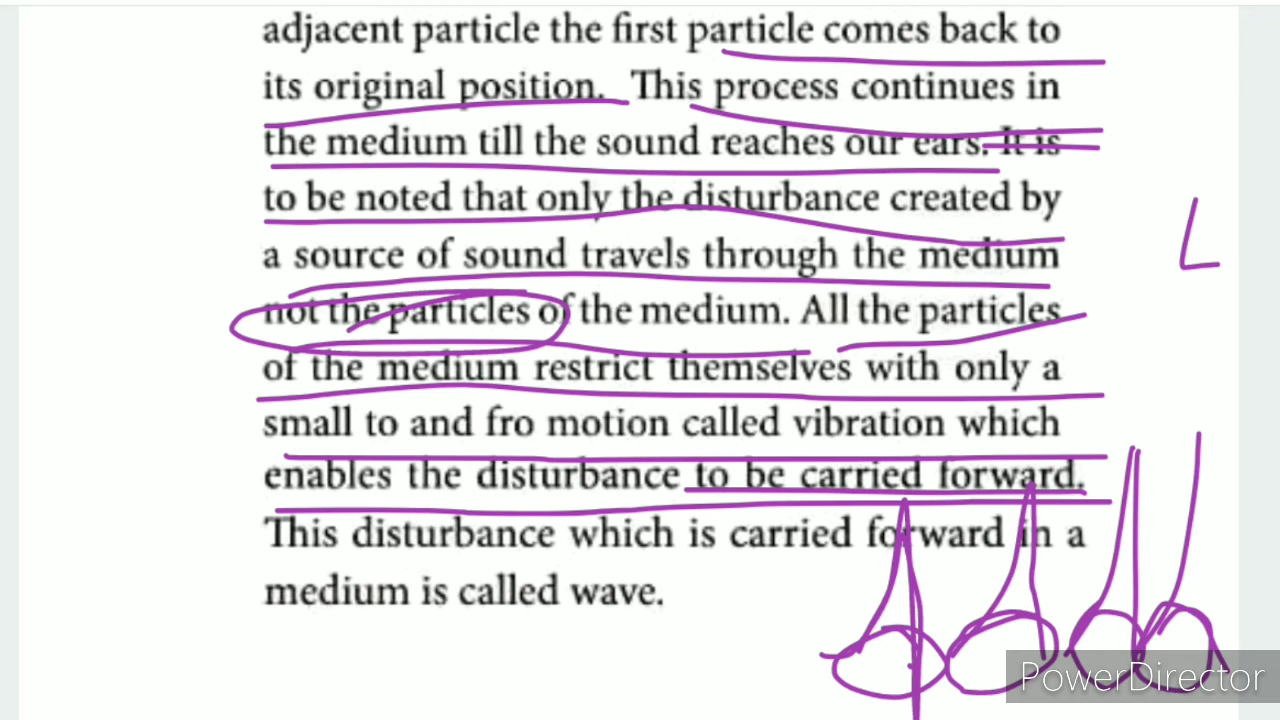 adjacent particle the first particle comes back to
its original position. This process continues in
the medium till the sound reaches our ears. It is
to be noted that only the disturbance created by
a source of sound travels through the medium
not the particles of the medium. All the particles
of the medium restrict themselves with only a
small to and fro motion called vibration which
enables the disturbance to be carried forward.
This disturbance which is carried forward in a
medium is called wave.
L
PowerDirector